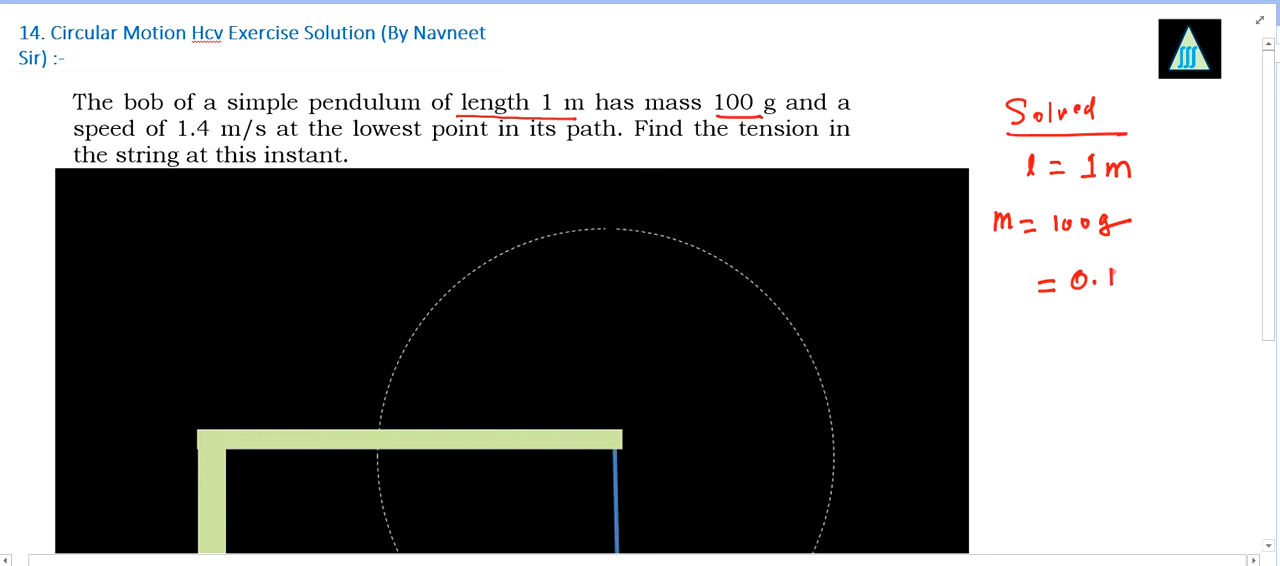 14. Circular Motion Hcv Exercise Solution (By Navneet
Sir) :-
The bob of a simple pendulum of length 1 m has mass 100 g and a
speed of 1.4 m/s at the lowest point in its path. Find the tension in
the string at this instant.
Solved
l = 1m
m = 100g
= 0.1